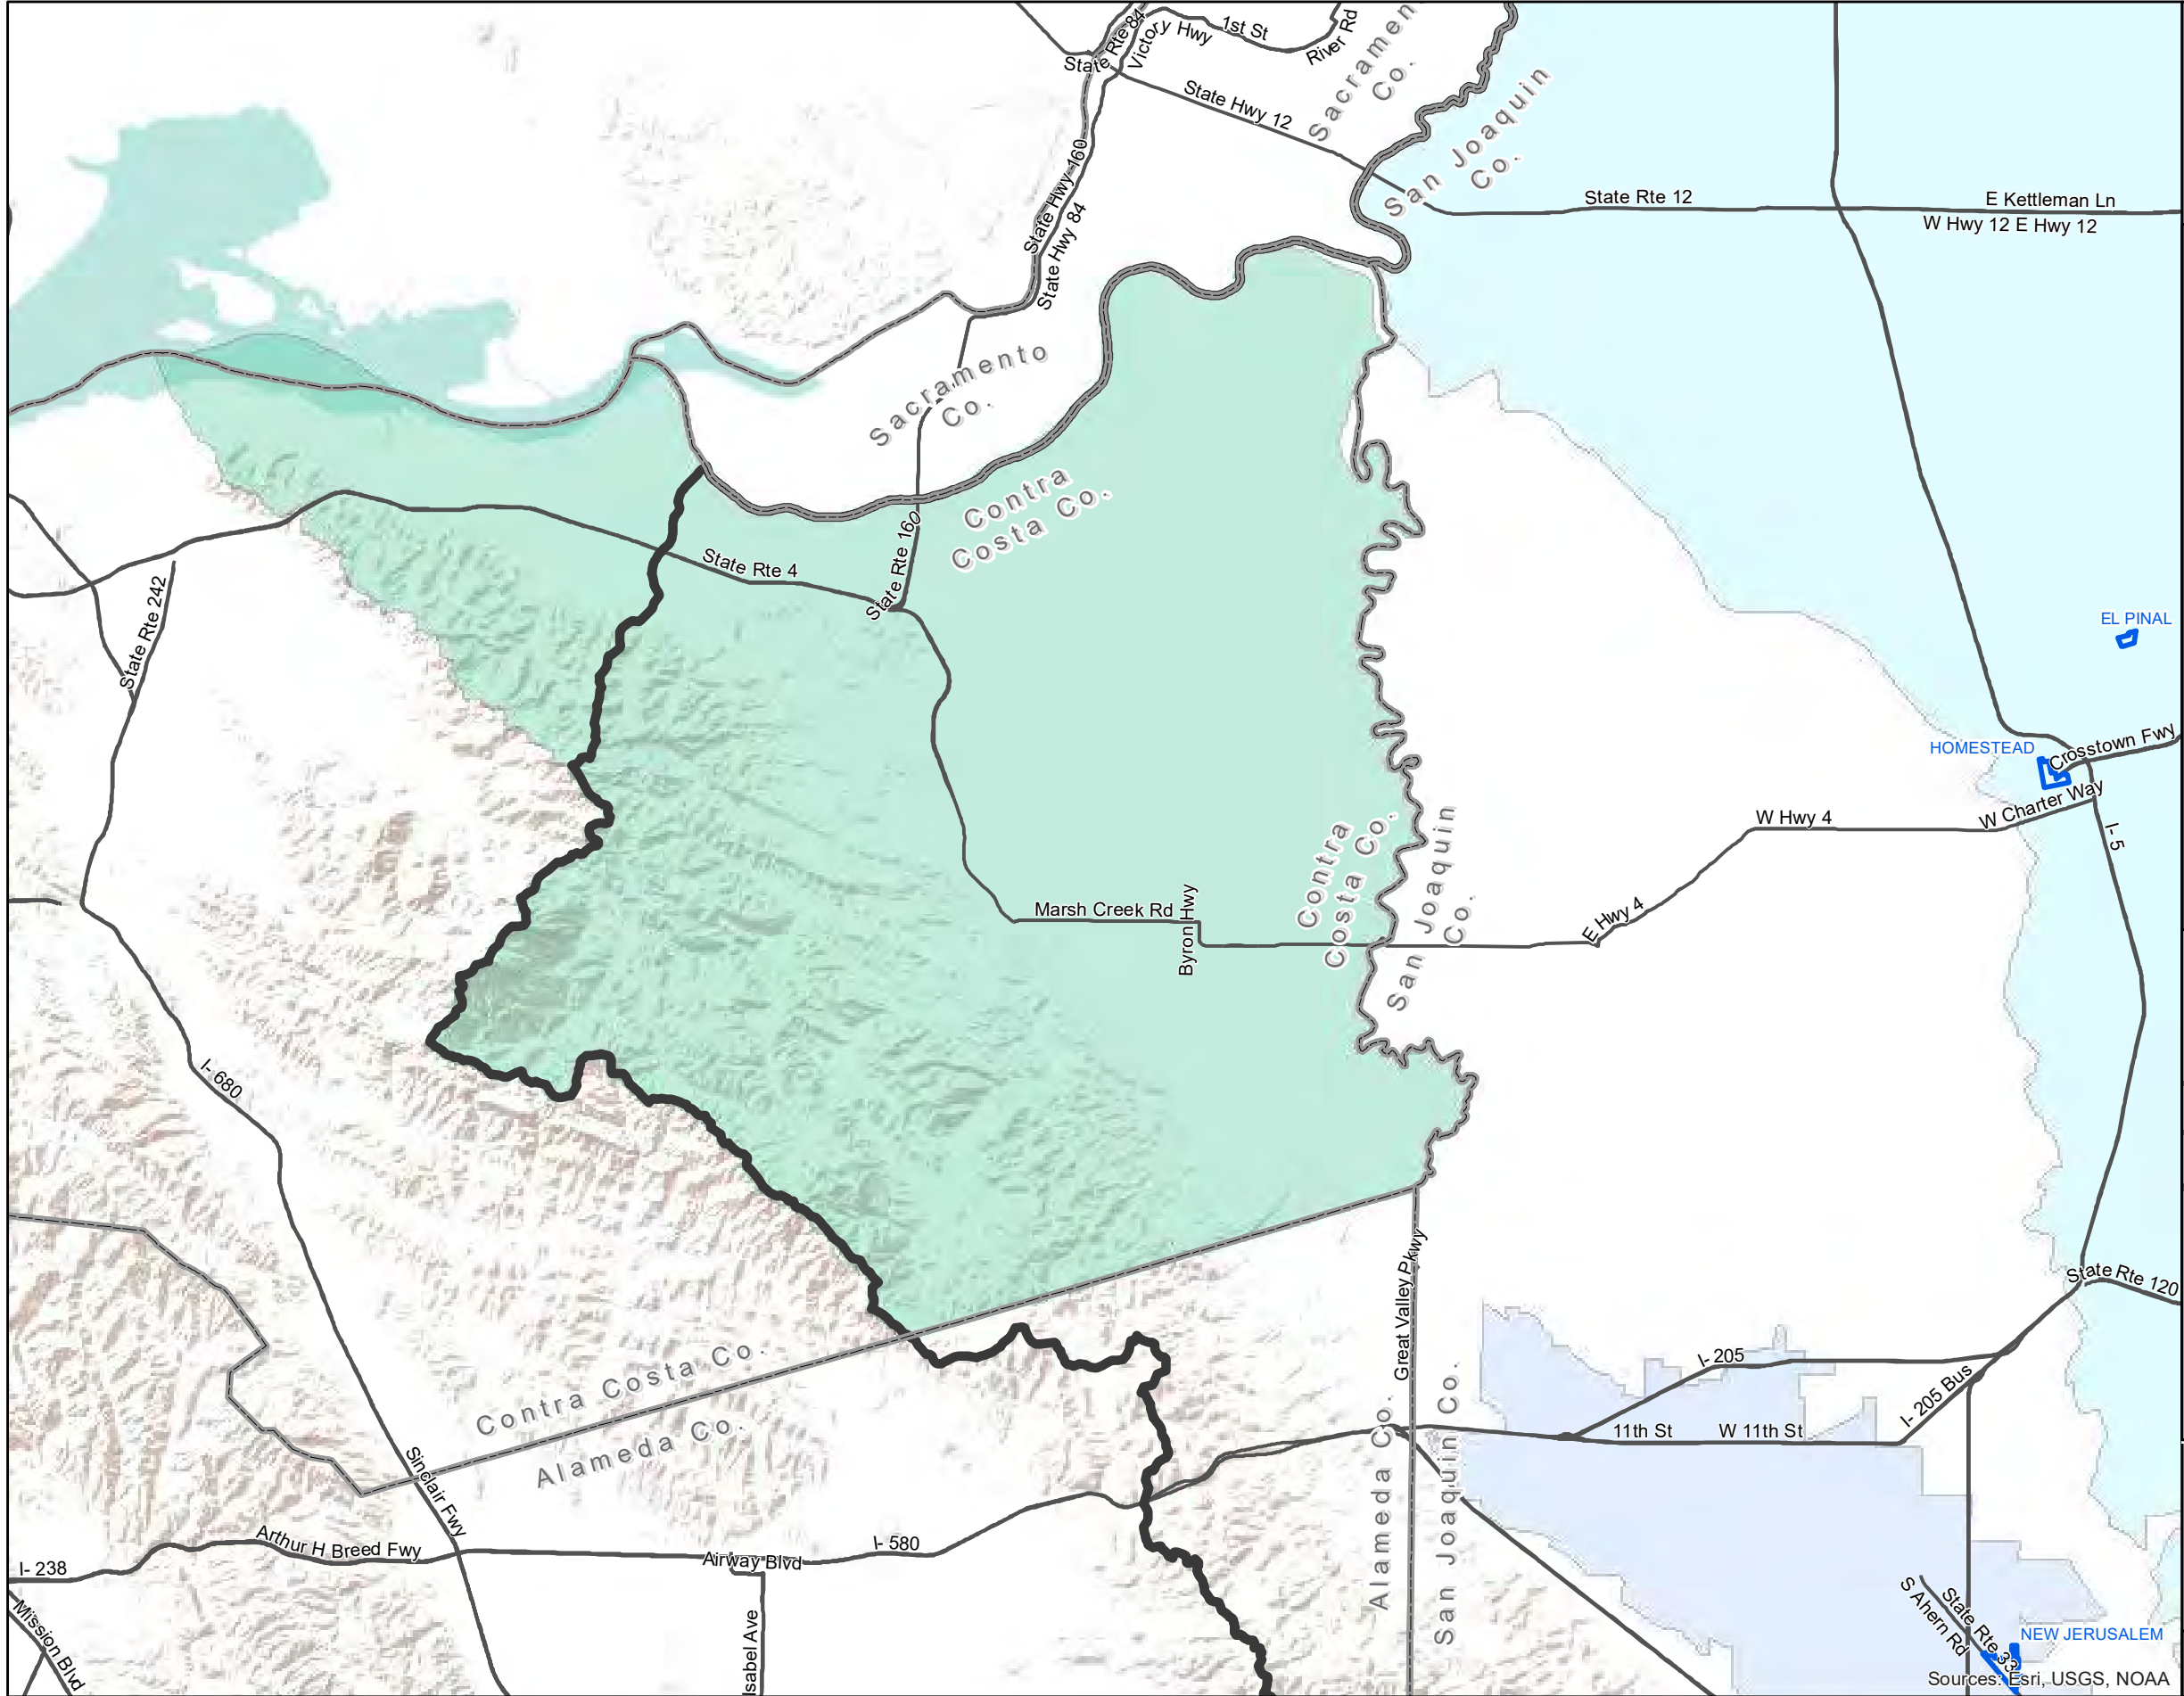 State Rte 84
Victory Hwy
1st St
River Rd
State
Sacramen
Co.
State Hwy 12
San Joaquin
Co.
State Hwy 160
State Hwy 84
State Rte 12
E Kettleman Ln
W Hwy 12 E Hwy 12
Sacramento
Co.
Contra
Costa Co.
State Rte 160
State Rte 4
State Rte 242
EL PINAL
HOMESTEAD
Crosstown Fwy
W Charter Way
W Hwy 4
I- 5
Contra
Costa Co.
San Joaquin
Co.
Marsh Creek Rd
Byron Hwy
E Hwy 4
I- 680
Great Valley Pkwy
State Rte 120
Contra Costa Co.
Alameda Co.
I- 205
I- 205 Bus
11th St
W 11th St
Alameda Co.
San Joaquin Co.
Sinclair Fwy
Arthur H Breed Fwy
I- 238
Airway Blvd
I- 580
Mission Blvd
Isabel Ave
S Ahern Rd
State Rte 33
NEW JERUSALEM
Sources: Esri, USGS, NOAA